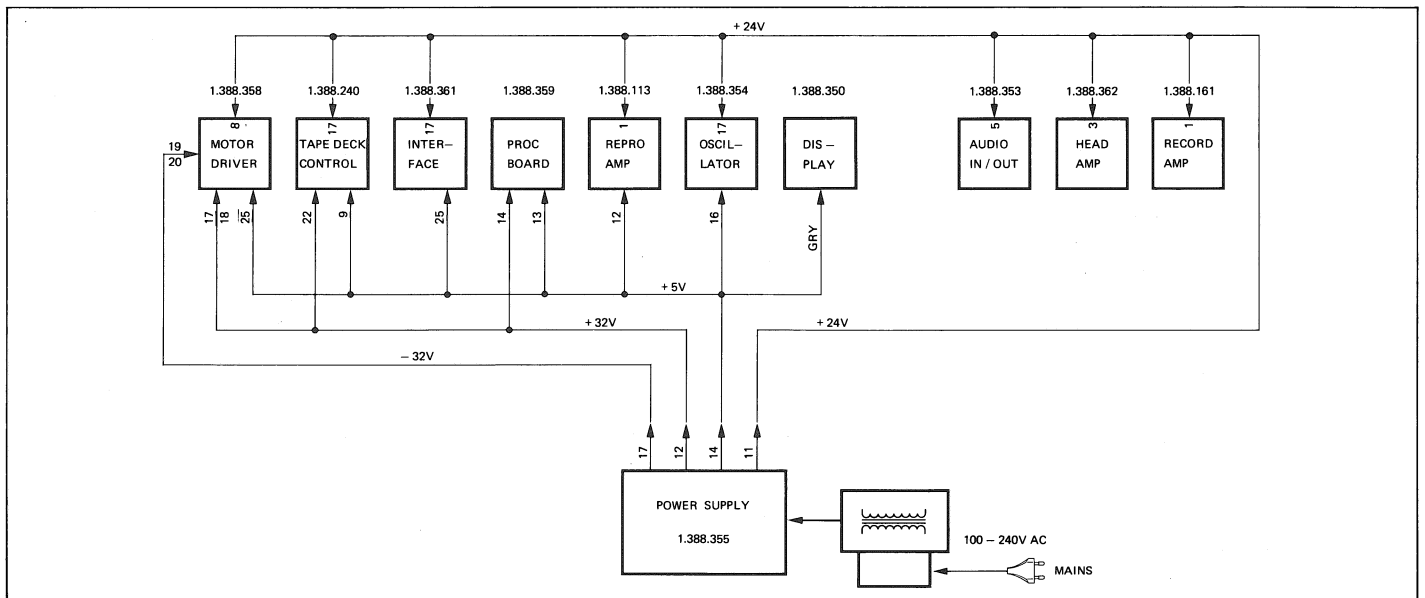 + 24V
1.388.358 1.388.240 1.388.361 1.388.359 1.388.113 1.388.354 1.388.350 1.388.353 1.388.362 1.388.161
8 17 17 1 17 5 3 1
MOTOR DRIVER
TAPE DECK CONTROL
INTER– FACE
PROC BOARD
REPRO AMP
OSCIL– LATOR
DIS – PLAY
AUDIO IN / OUT
HEAD AMP
RECORD AMP
19
20
17 18 25 22 9 25 14 13 12 16 GRY
+ 5V
+ 32V
+ 24V
– 32V
17 12 14 11
POWER SUPPLY
1.388.355
100 – 240V AC
MAINS